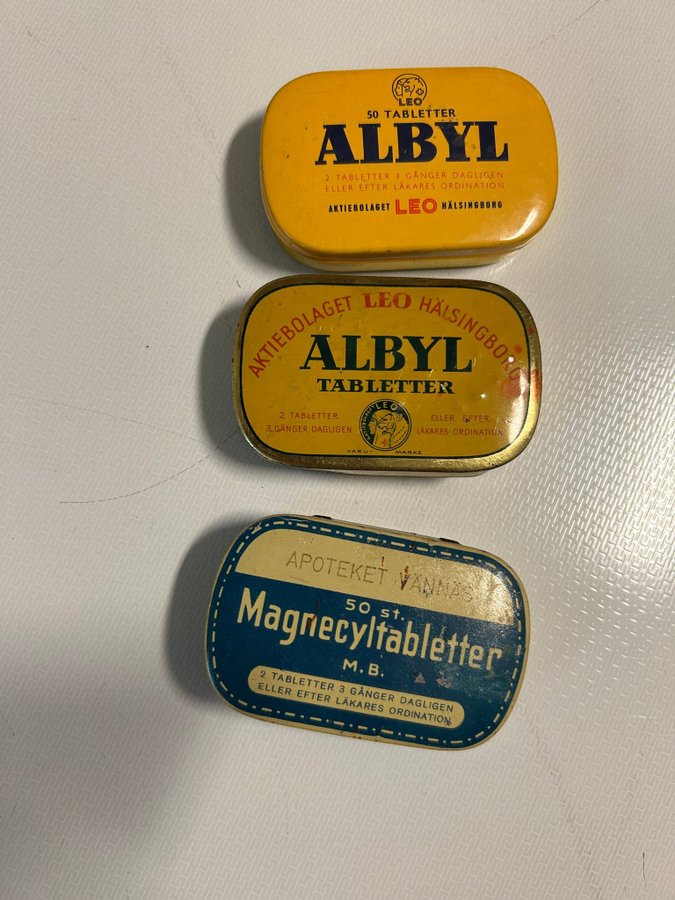 LEO
50 TABLETTER
ALBYL
2 TABLETTER 3 GÅNGER DAGLIGEN
ELLER EFTER LÄKARES ORDINATION
AKTIEBOLAGET LEO HÄLSINGBORG
AKTIEBOLAGET LEO HÄLSINGBORG
ALBYL
TABLETTER
2 TABLETTER
3 GÅNGER DAGLIGEN
LEO
ELLER EFTER
LÄKARES ORDINATION
VARU- MÄRKE
APOTEKET VÄNNÄS
50 st.
Magnecyltabletter
M.B.
2 TABLETTER 3 GÅNGER DAGLIGEN
ELLER EFTER LÄKARES ORDINATION